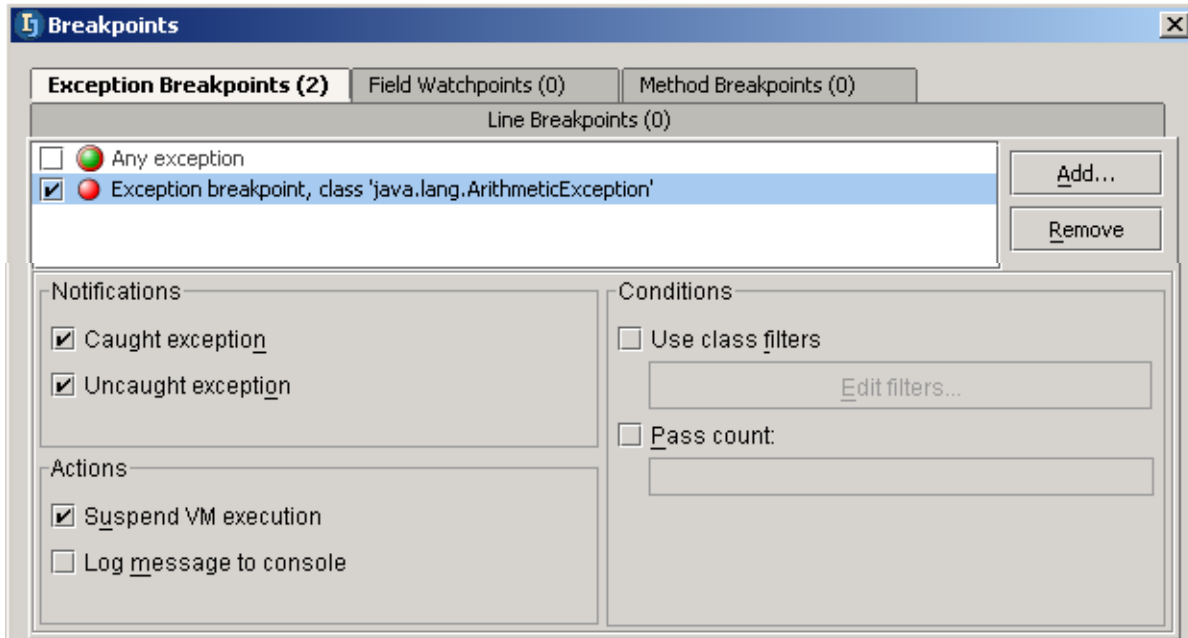 Breakpoints
Exception Breakpoints (2) Field Watchpoints (0) Method Breakpoints (0)
Line Breakpoints (0)
Any exception
Exception breakpoint, class 'java.lang.ArithmeticException'
Add...
Remove
Notifications
Caught exception
Uncaught exception
Actions
Suspend VM execution
Log message to console
Conditions
Use class filters
Edit filters...
Pass count: